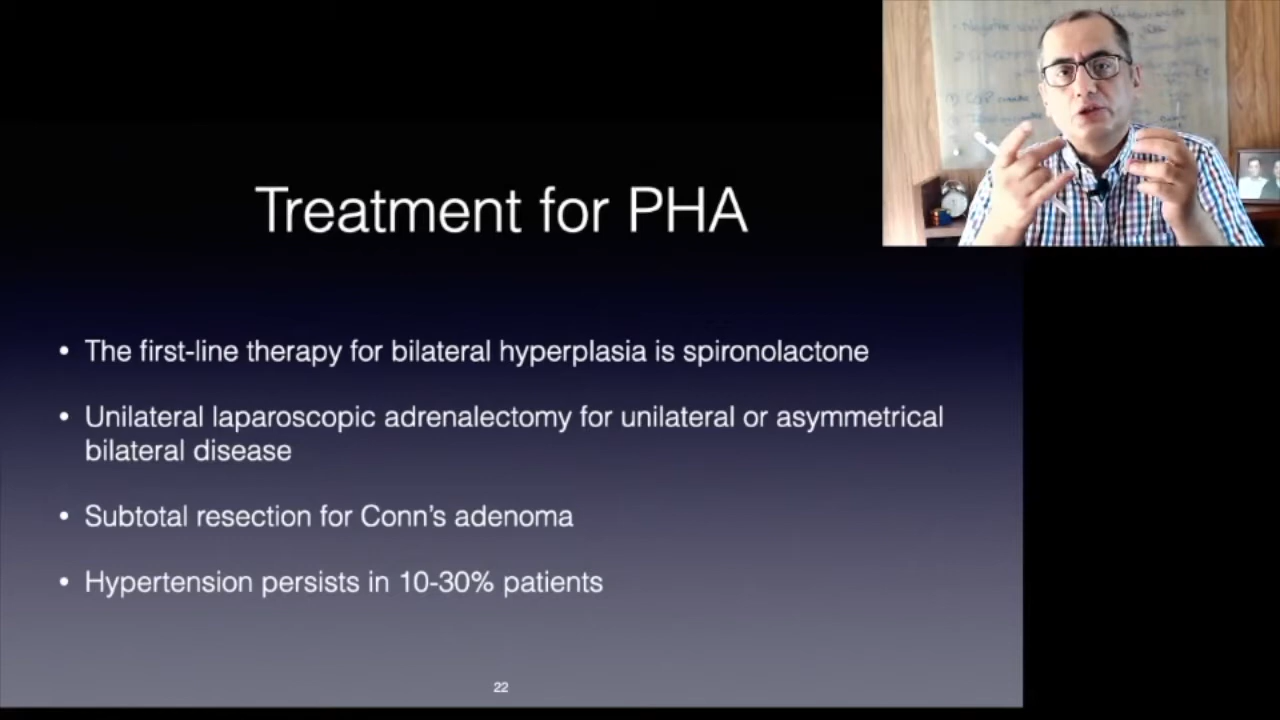 Treatment for PHA
• The first-line therapy for bilateral hyperplasia is spironolactone
• Unilateral laparoscopic adrenalectomy for unilateral or asymmetrical
bilateral disease
• Subtotal resection for Conn's adenoma
• Hypertension persists in 10-30% patients
22